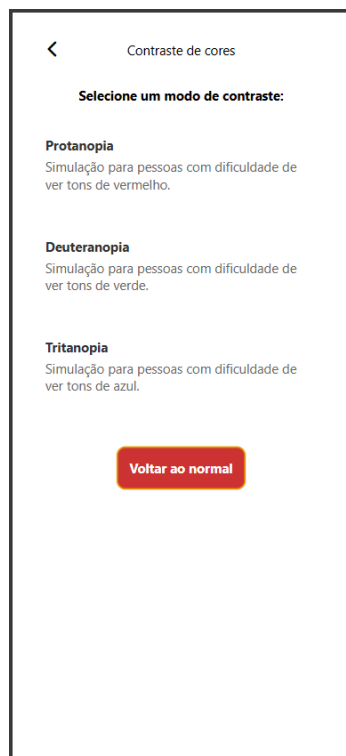 Contraste de cores
Selecione um modo de contraste:
Protanopia
Simulação para pessoas com dificuldade de
ver tons de vermelho.
Deuteranopia
Simulação para pessoas com dificuldade de
ver tons de verde.
Tritanopia
Simulação para pessoas com dificuldade de
ver tons de azul.
Voltar ao normal